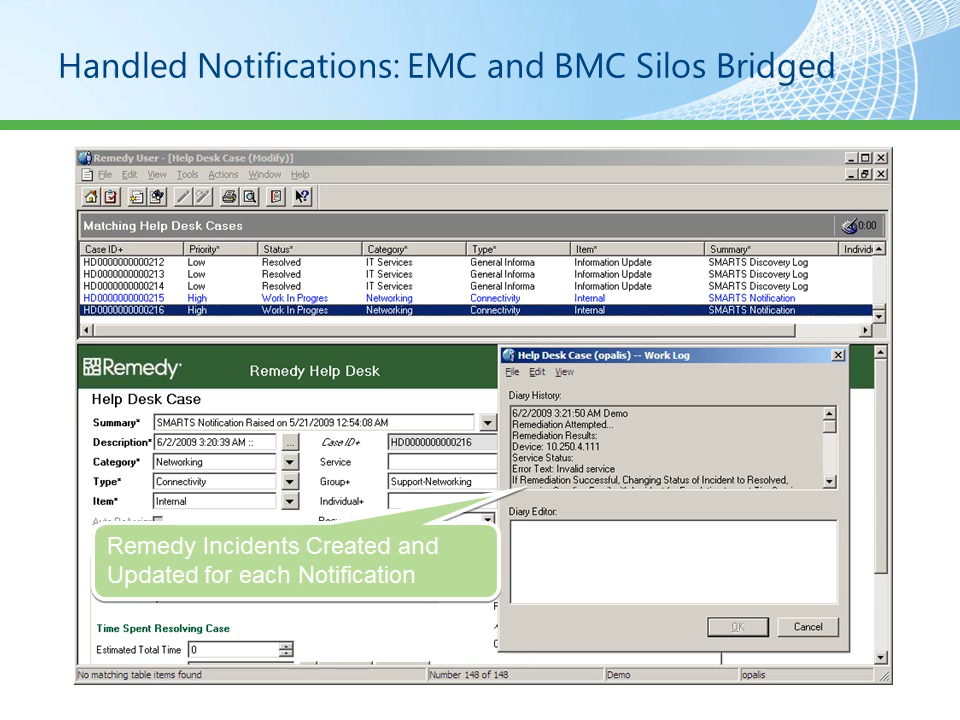 Handled Notifications: EMC and BMC Silos Bridged
Remedy User - [Help Desk Case (Modify)]
File Edit View Tools Actions Window Help
Matching Help Desk Cases 0:00
Case ID+ Priority* Status* Category* Type* Item* Summary* Individ
HD0000000000212 Low Resolved IT Services General Informa Information Update SMARTS Discovery Log
HD0000000000213 Low Resolved IT Services General Informa Information Update SMARTS Discovery Log
HD0000000000214 Low Resolved IT Services General Informa Information Update SMARTS Discovery Log
HD0000000000215 High Work In Progres Networking Connectivity Internal SMARTS Notification
HD0000000000216 High Work In Progres Networking Connectivity Internal SMARTS Notification
Remedy
Remedy Help Desk
Help Desk Case
Summary* SMARTS Notification Raised on 5/21/2009 12:54:08 AM
Description* 6/2/2009 3:20:39 AM :: ... Case ID+ HD0000000000216
Category* Networking Service
Type* Connectivity Group+ Support-Networking
Item* Internal Individual+
Help Desk Case (opalis) -- Work Log
File Edit View
Diary History:
6/2/2009 3:21:50 AM Demo
Remediation Attempted...
Remediation Results:
Device: 10.250.4.111
Service Status:
Error Text: Invalid service
If Remediation Successful, Changing Status of Incident to Resolved,
Diary Editor:
OK Cancel
Remedy Incidents Created and
Updated for each Notification
Time Spent Resolving Case
Estimated Total Time 0
No matching table items found Number 148 of 148 Demo opalis